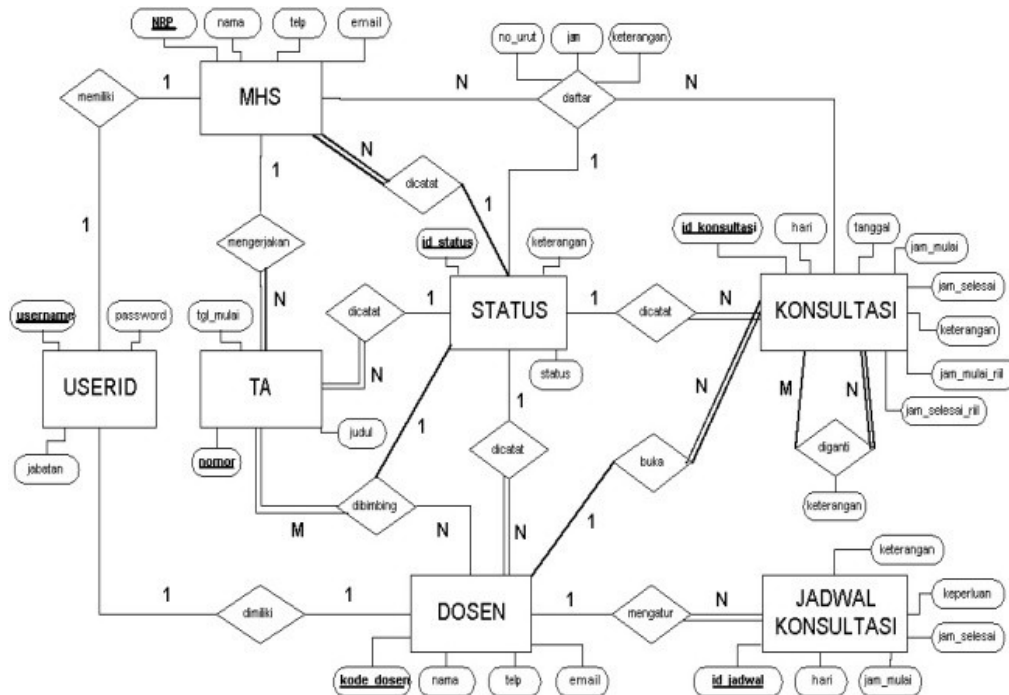 NRP
nama
telp
email
no_urut
jam
keterangan
memiliki
1
MHS
N
daftar
N
1
N
1
dicatat
1
1
mengerjakan
id_status
keterangan
id_konsultasi
hari
tanggal
jam_mulai
username
password
tgl_mulai
N
dicatat
1
STATUS
1
dicatat
N
KONSULTASI
jam_selesai
keterangan
USERID
TA
N
status
N
M
N
jam_mulai_riil
jam_selesai_riil
jabatan
nomor
judul
1
1
dicatat
buka
diganti
keterangan
dibimbing
M
N
N
1
keterangan
1
dimiliki
1
DOSEN
1
mengatur
N
JADWAL
KONSULTASI
keperluan
jam_selesai
kode_dosen
nama
telp
email
id_jadwal
hari
jam_mulai